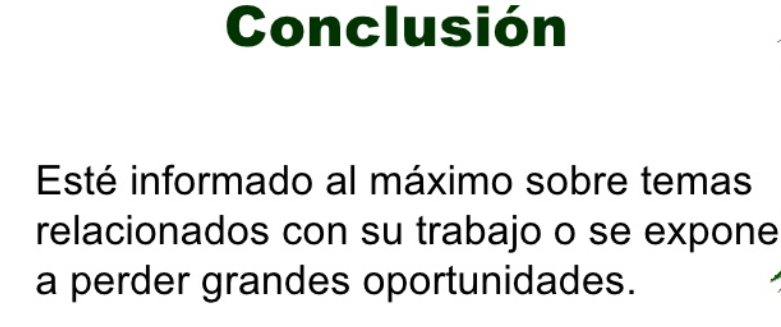 Conclusión
Esté informado al máximo sobre temas
relacionados con su trabajo o se expone
a perder grandes oportunidades.